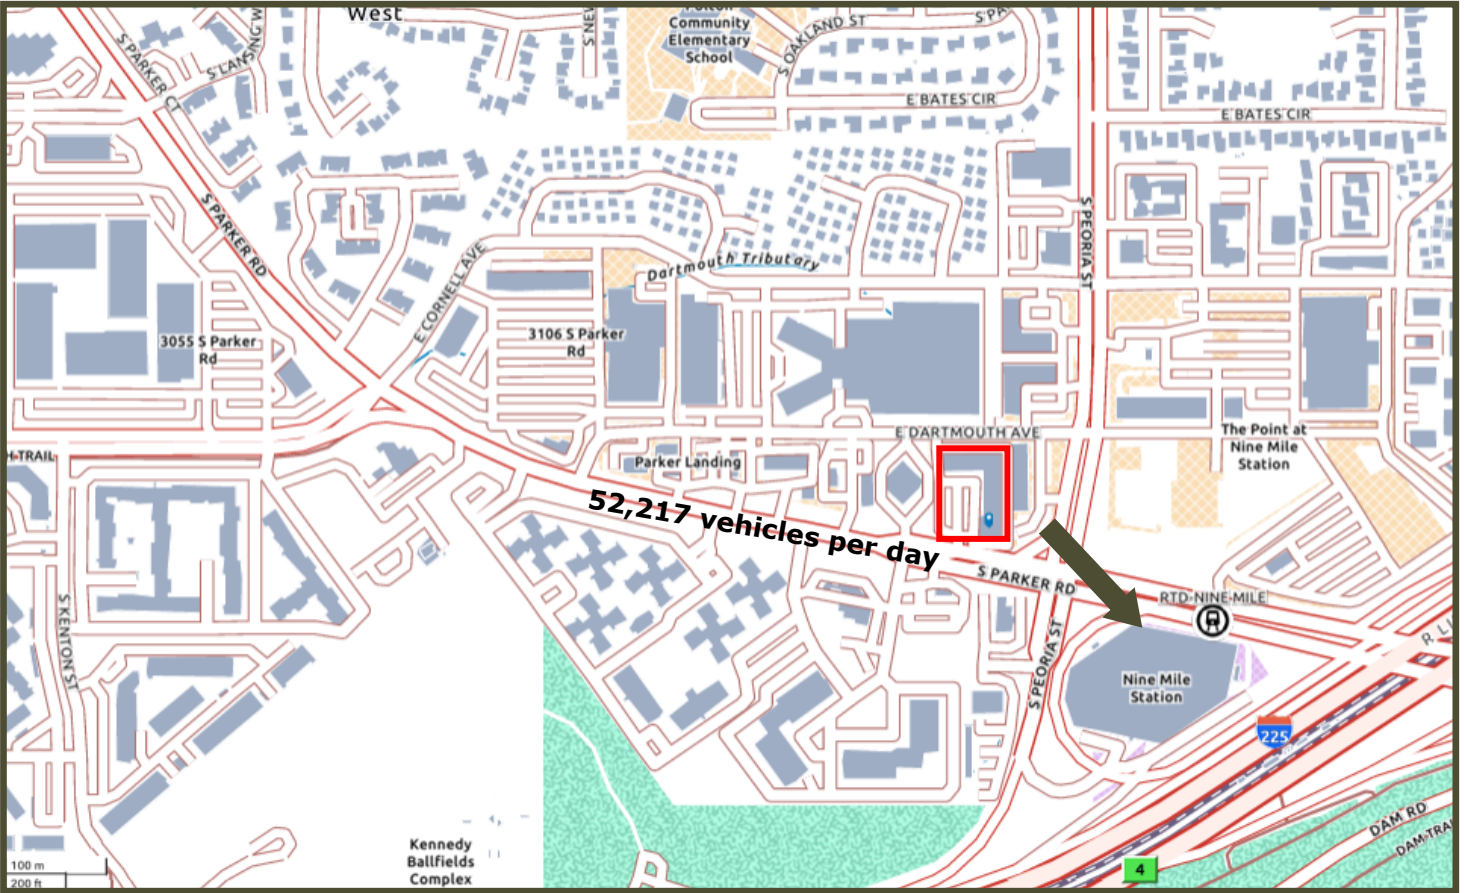 West
Community
Elementary
School
S OAKLAND ST
S PARKER CT
E BATES CIR
E BATES CIR
S PARKER RD
S PEORIA ST
E CORNELL AVE
Dartmouth Tributary
3055 S Parker
Rd
3106 S Parker
Rd
E DARTMOUTH AVE
The Point at
Nine Mile
Station
H TRAIL
Parker Landing
52,217 vehicles per day
S PARKER RD
RTD-NINE MILE
S KENTON ST
S PEORIA ST
Nine Mile
Station
225
DAM RD
Kennedy
Ballfields
Complex
4
100 m
200 ft